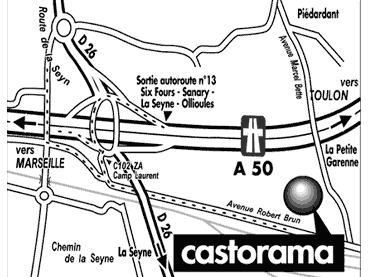 Piédardant
Route de la Seyn
D 26
Avenue Marcel Bette
Sortie autoroute n°13
Six Fours - Sanary -
La Seyne - Ollioules
vers
TOULON
vers
MARSEILLE
C102 ZA
Camp Laurent
A 50
La Petite
Garenne
Avenue Robert Brun
D 26
Chemin
de la Seyne
La Seyne
castorama